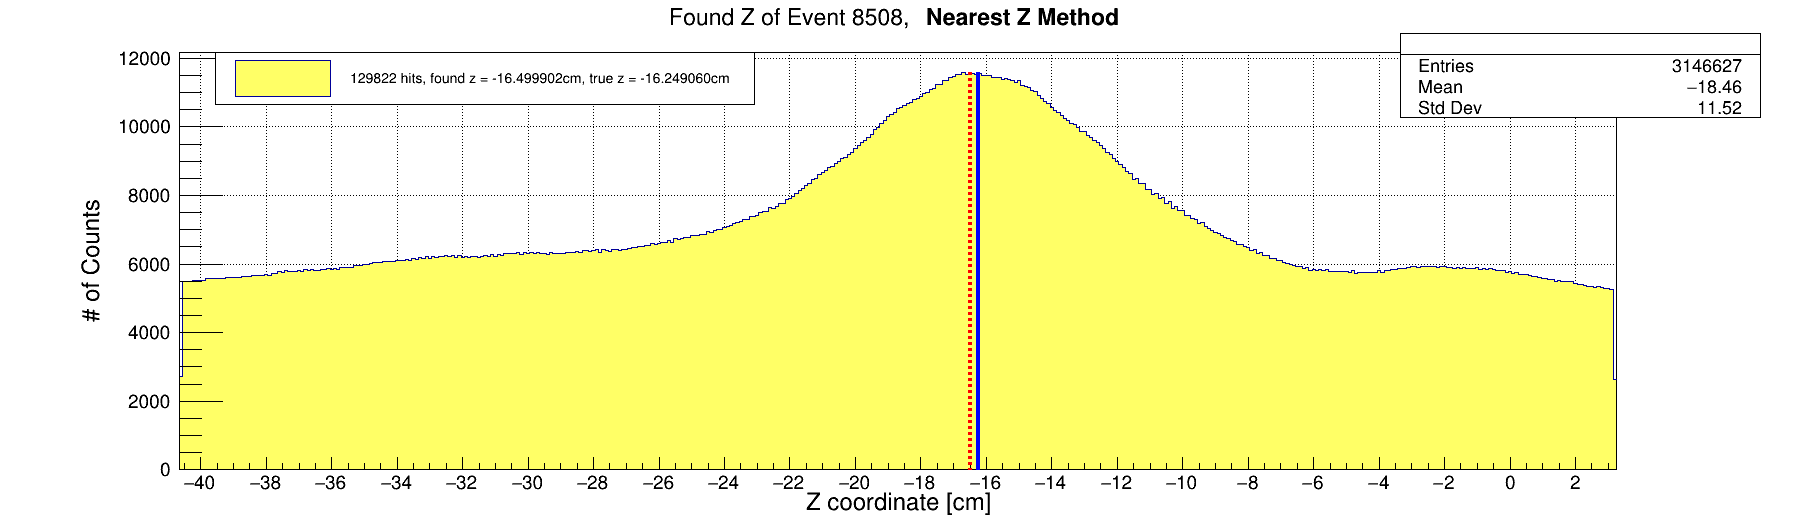 Found Z of Event 8508, Nearest Z Method
129822 hits, found z = -16.499902cm, true z = -16.249060cm
Entries 3146627
Mean −18.46
Std Dev 11.52
# of Counts
12000
10000
8000
6000
4000
2000
0
−40 −38 −36 −34 −32 −30 −28 −26 −24 −22 −20 −18 −16 −14 −12 −10 −8 −6 −4 −2 0 2
Z coordinate [cm]